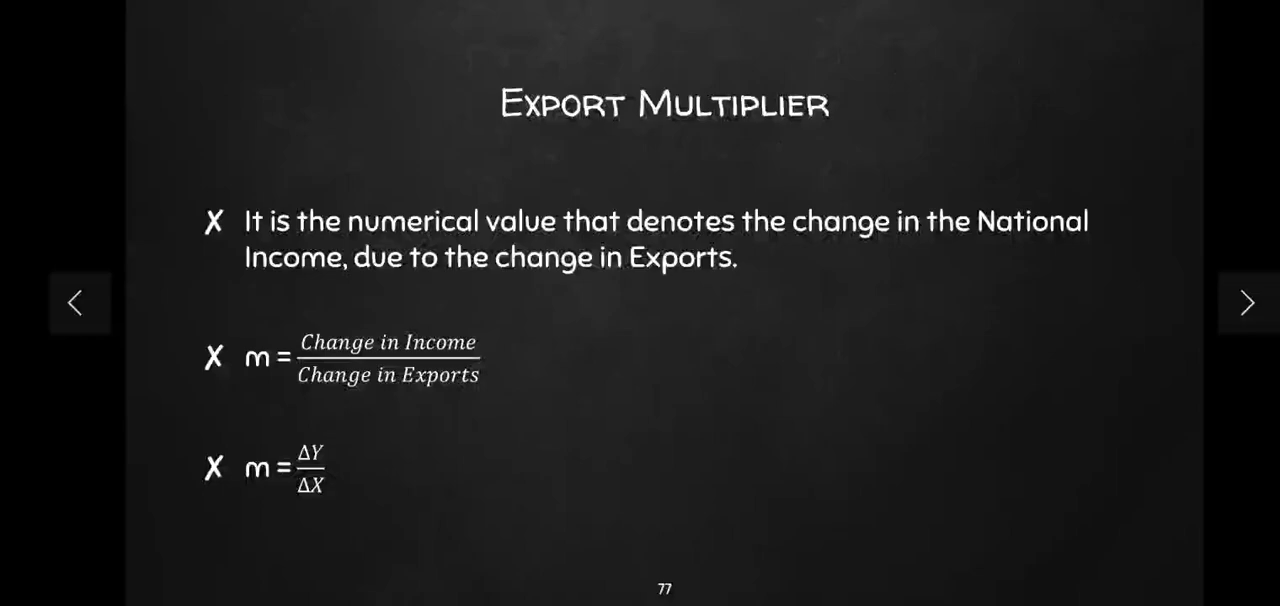 EXPORT MULTIPLIER
✗ It is the numerical value that denotes the change in the National
Income, due to the change in Exports.
✗ m = Change in Income / Change in Exports
✗ m = ΔY / ΔX
77